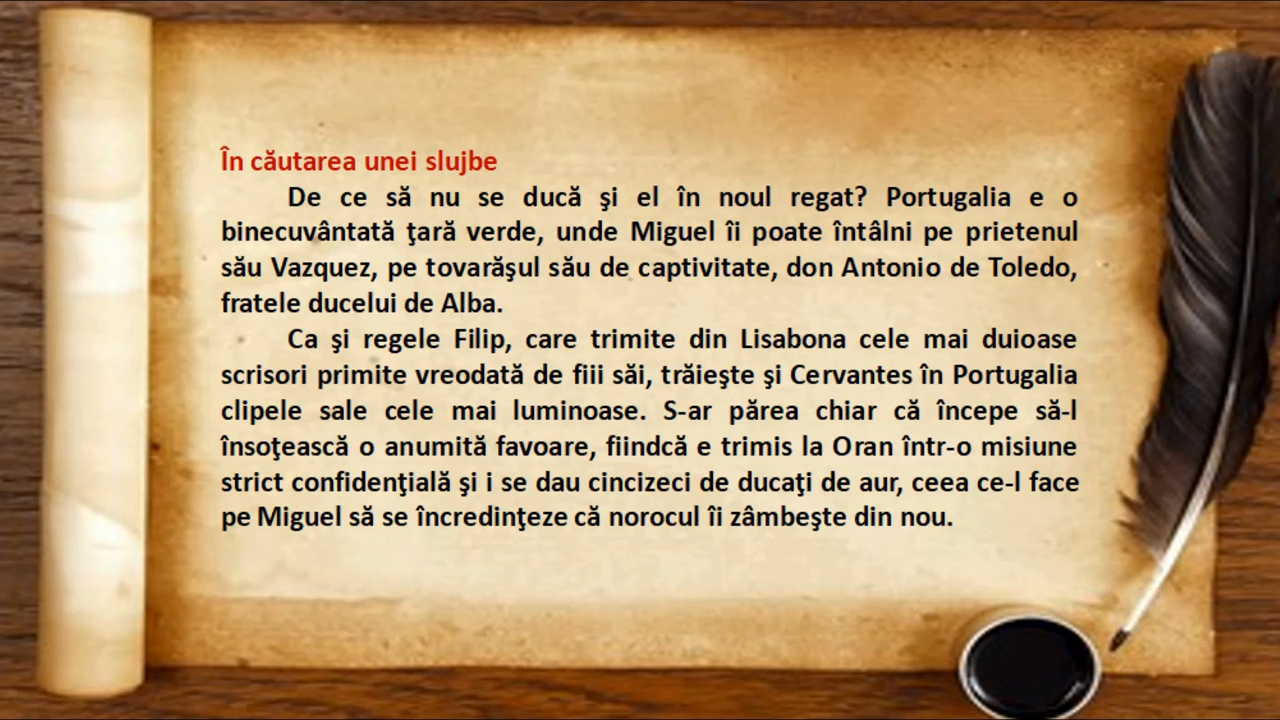 În căutarea unei slujbe
De ce să nu se ducă şi el în noul regat? Portugalia e o
binecuvântată ţară verde, unde Miguel îi poate întâlni pe prietenul
său Vazquez, pe tovarăşul său de captivitate, don Antonio de Toledo,
fratele ducelui de Alba.
Ca şi regele Filip, care trimite din Lisabona cele mai duioase
scrisori primite vreodată de fiii săi, trăieşte şi Cervantes în Portugalia
clipele sale cele mai luminoase. S-ar părea chiar că începe să-l
însoţească o anumită favoare, fiindcă e trimis la Oran într-o misiune
strict confidenţială şi i se dau cincizeci de ducaţi de aur, ceea ce-l face
pe Miguel să se încredinţeze că norocul îi zâmbeşte din nou.